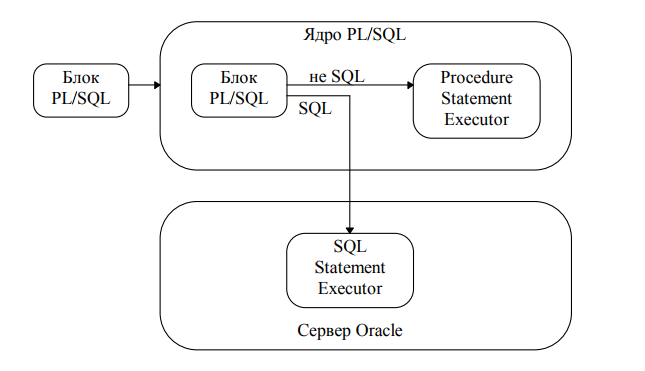 Ядро PL/SQL
Блок
PL/SQL
Блок
PL/SQL
не SQL
SQL
Procedure
Statement
Executor
SQL
Statement
Executor
Сервер Oracle